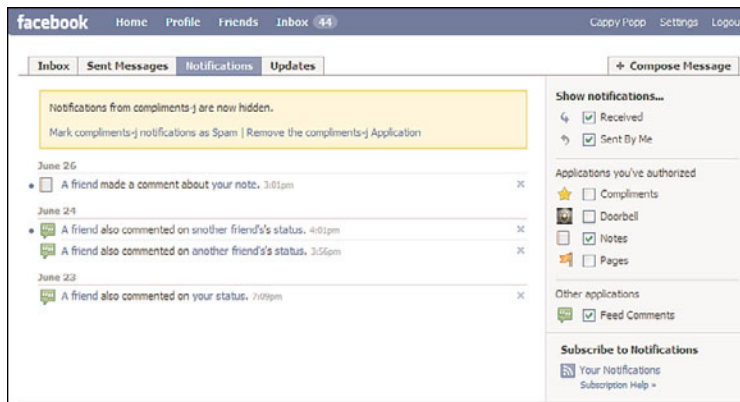 facebook Home Profile Friends Inbox 44 Cappy Popp Settings Logou
Inbox Sent Messages Notifications Updates + Compose Message
Notifications from compliments-j are now hidden.
Mark compliments-j notifications as Spam | Remove the compliments-j Application
June 26
A friend made a comment about your note. 3:01pm
June 24
A friend also commented on snother friend's's status. 4:01pm
A friend also commented on another friend's's status. 3:56pm
June 23
A friend also commented on your status. 7:09pm
Show notifications...
Received
Sent By Me
Applications you've authorized
Compliments
Doorbell
Notes
Pages
Other applications
Feed Comments
Subscribe to Notifications
Your Notifications
Subscription Help »